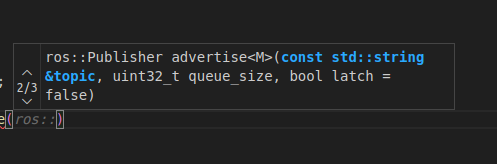 ros::Publisher advertise<M>(const std::string
&topic, uint32_t queue_size, bool latch =
false)
2/3
;
e(ros::)